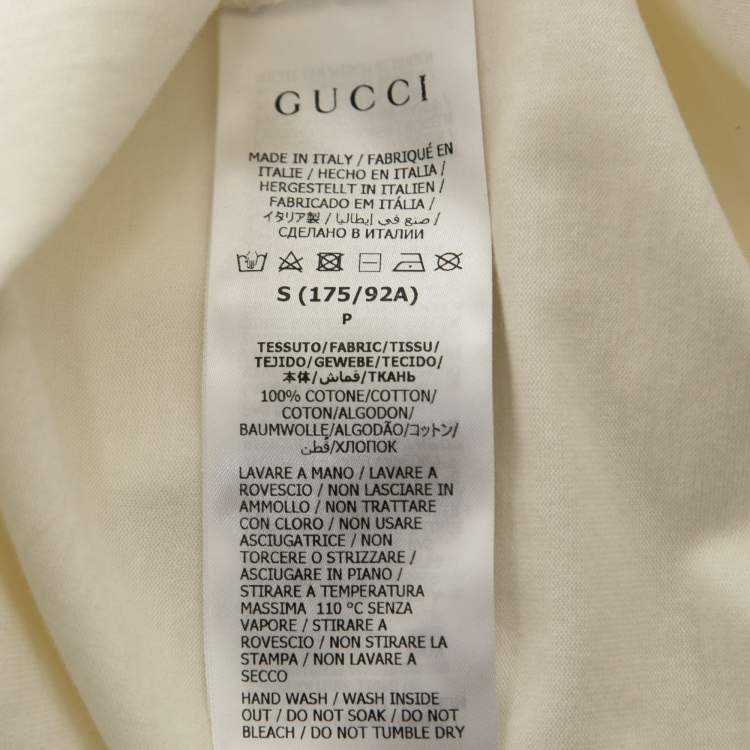 GUCCI
MADE IN ITALY / FABRIQUÉ EN
ITALIE / HECHO EN ITALIA /
HERGESTELLT IN ITALIEN /
FABRICADO EM ITÁLIA /
イタリア製 / صنع في إيطاليا /
СДЕЛАНО В ИТАЛИИ
S (175/92A)
P
TESSUTO/FABRIC/TISSU/
TEJIDO/GEWEBE/TECIDO/
本体/قماش/ТКАНЬ
100% COTONE/COTTON/
COTON/ALGODON/
BAUMWOLLE/ALGODÃO/コットン/
قطن/ХЛОПОК
LAVARE A MANO / LAVARE A
ROVESCIO / NON LASCIARE IN
AMMOLLO / NON TRATTARE
CON CLORO / NON USARE
ASCIUGATRICE / NON
TORCERE O STRIZZARE /
ASCIUGARE IN PIANO /
STIRARE A TEMPERATURA
MASSIMA 110 °C SENZA
VAPORE / STIRARE A
ROVESCIO / NON STIRARE LA
STAMPA / NON LAVARE A
SECCO
HAND WASH / WASH INSIDE
OUT / DO NOT SOAK / DO NOT
BLEACH / DO NOT TUMBLE DRY